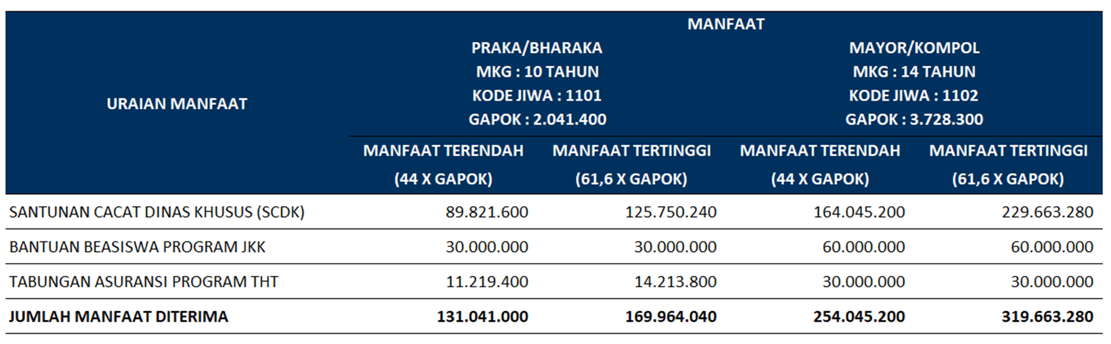 MANFAAT
URAIAN MANFAAT
PRAKA/BHARAKA
MKG : 10 TAHUN
KODE JIWA : 1101
GAPOK : 2.041.400
MAYOR/KOMPOL
MKG : 14 TAHUN
KODE JIWA : 1102
GAPOK : 3.728.300
MANFAAT TERENDAH
(44 X GAPOK)
MANFAAT TERTINGGI
(61,6 X GAPOK)
MANFAAT TERENDAH
(44 X GAPOK)
MANFAAT TERTINGGI
(61,6 X GAPOK)
SANTUNAN CACAT DINAS KHUSUS (SCDK) 89.821.600 125.750.240 164.045.200 229.663.280
BANTUAN BEASISWA PROGRAM JKK 30.000.000 30.000.000 60.000.000 60.000.000
TABUNGAN ASURANSI PROGRAM THT 11.219.400 14.213.800 30.000.000 30.000.000
JUMLAH MANFAAT DITERIMA 131.041.000 169.964.040 254.045.200 319.663.280